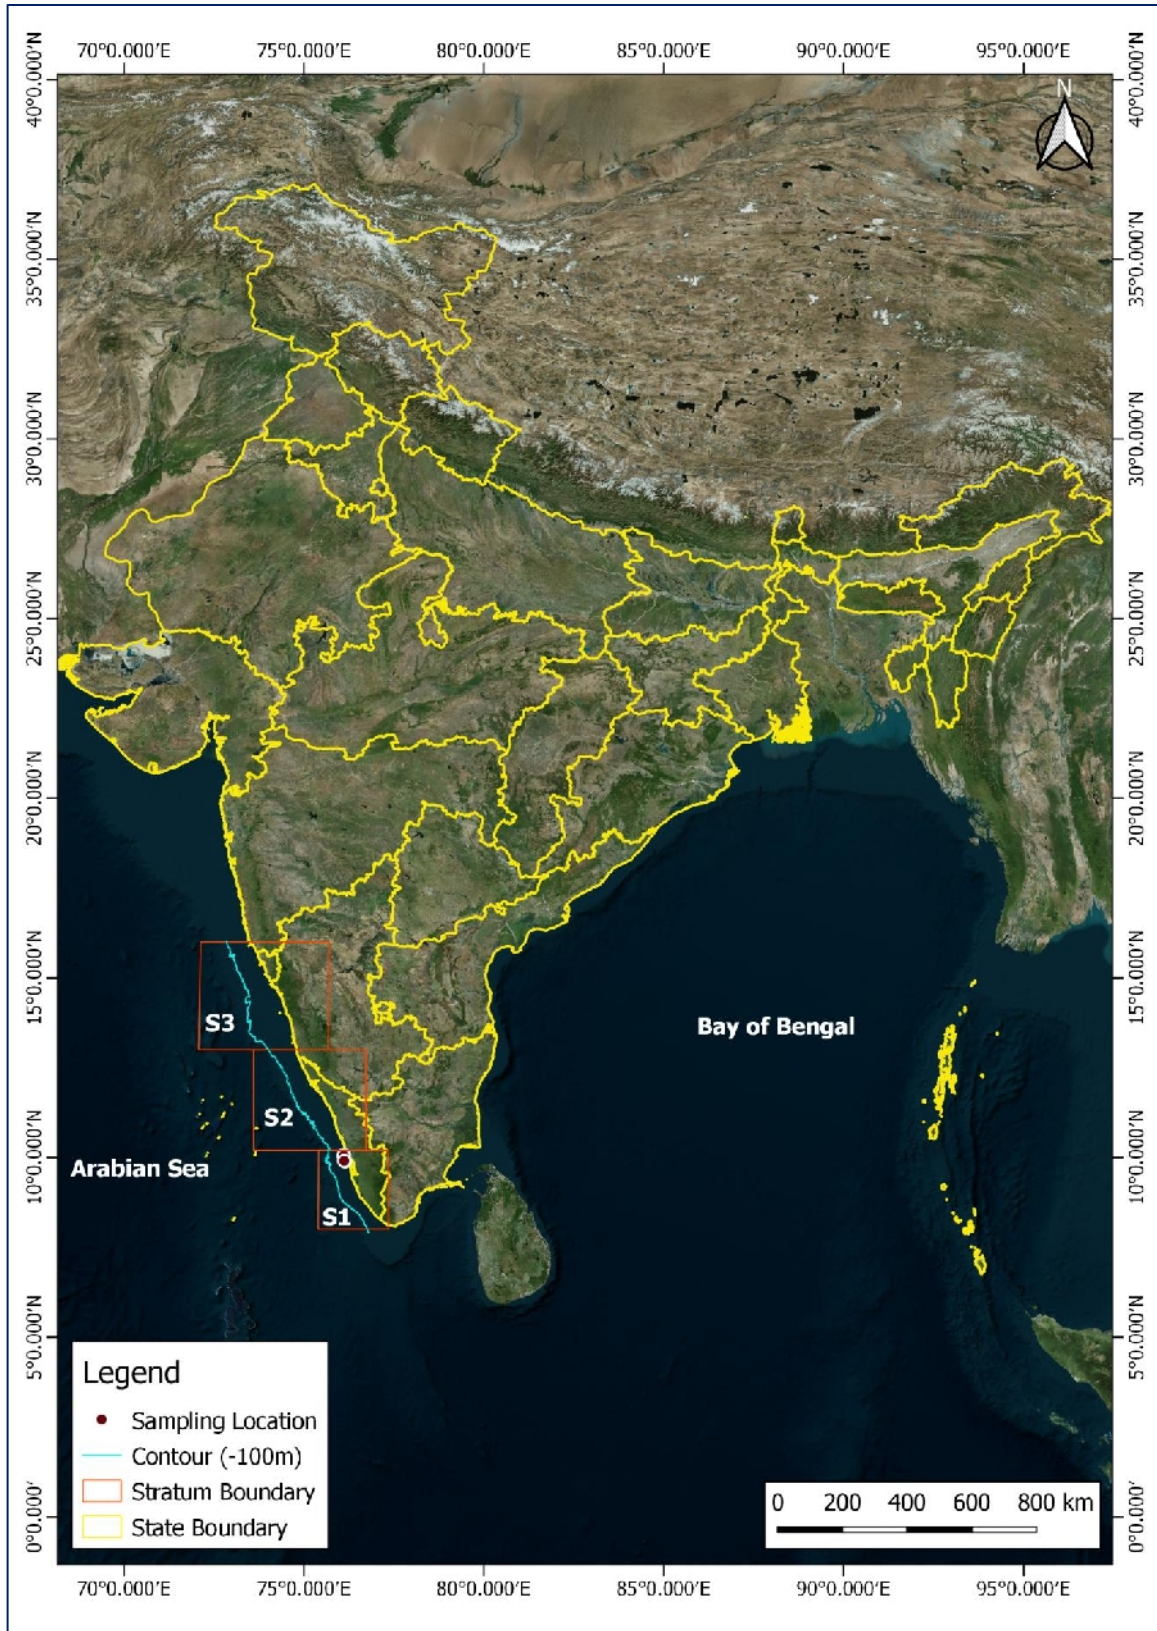 70°0.000'E 75°0.000'E 80°0.000'E 85°0.000'E 90°0.000'E 95°0.000'E
N
40°0.000'N 40°0.000'N
35°0.000'N 35°0.000'N
30°0.000'N 30°0.000'N
25°0.000'N 25°0.000'N
20°0.000'N 20°0.000'N
15°0.000'N 15°0.000'N
S3
Bay of Bengal
S2
10°0.000'N 10°0.000'N
Arabian Sea
S1
5°0.000'N 5°0.000'N
Legend
Sampling Location
Contour (-100m)
Stratum Boundary
State Boundary
0 200 400 600 800 km
0°0.000' 0°0.000'
70°0.000'E 75°0.000'E 80°0.000'E 85°0.000'E 90°0.000'E 95°0.000'E